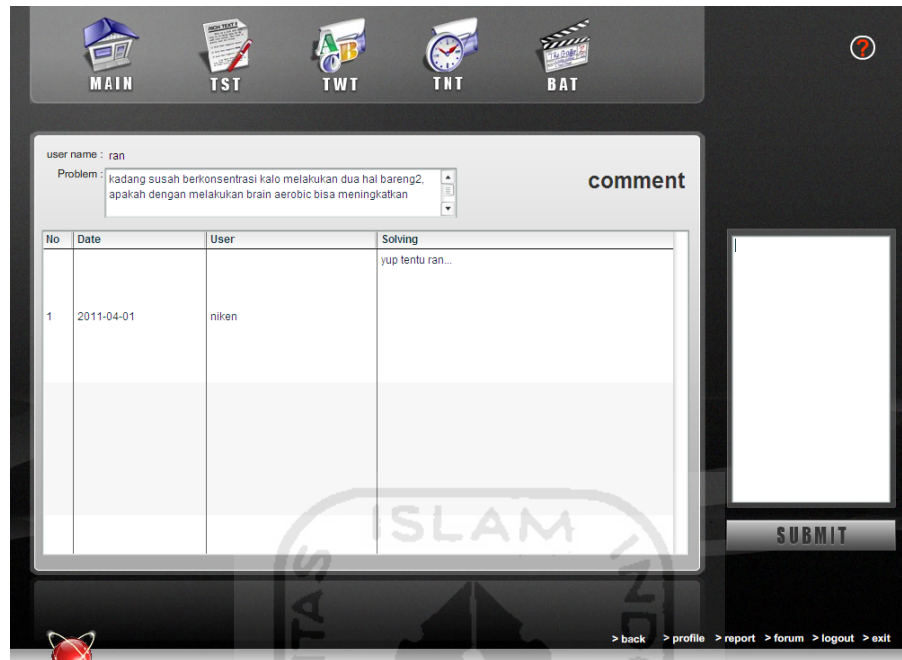 MAIN TST TWT TNT BAT
?
user name : ran
Problem : kadang susah berkonsentrasi kalo melakukan dua hal bareng2,
apakah dengan melakukan brain aerobic bisa meningkatkan
comment
No Date User Solving
yup tentu ran...
1 2011-04-01 niken
SUBMIT
ISLAM
> back > profile > report > forum > logout > exit